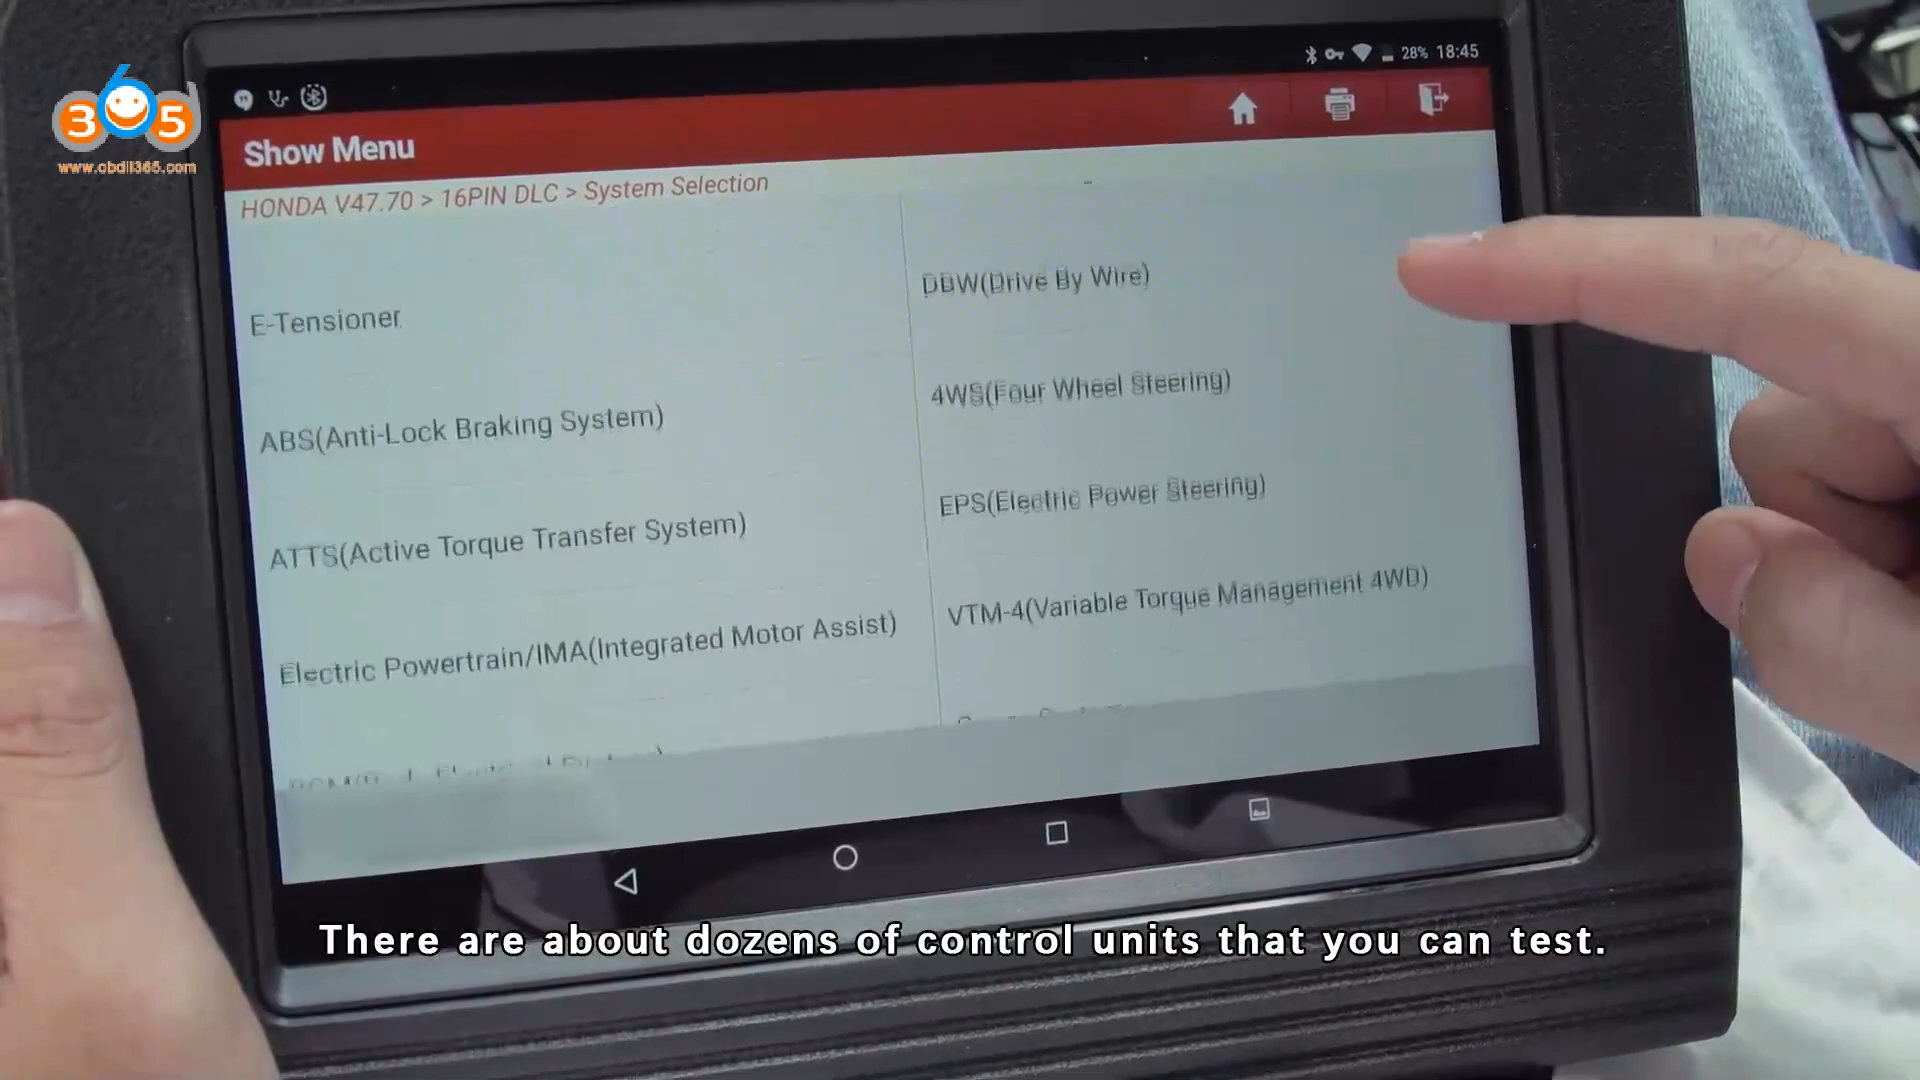 365
www.obdii365.com
28% 18:45
Show Menu
HONDA V47.70 > 16PIN DLC > System Selection
E-Tensioner
DBW(Drive By Wire)
ABS(Anti-Lock Braking System)
4WS(Four Wheel Steering)
ATTS(Active Torque Transfer System)
EPS(Electric Power Steering)
Electric Powertrain/IMA(Integrated Motor Assist)
VTM-4(Variable Torque Management 4WD)
There are about dozens of control units that you can test.